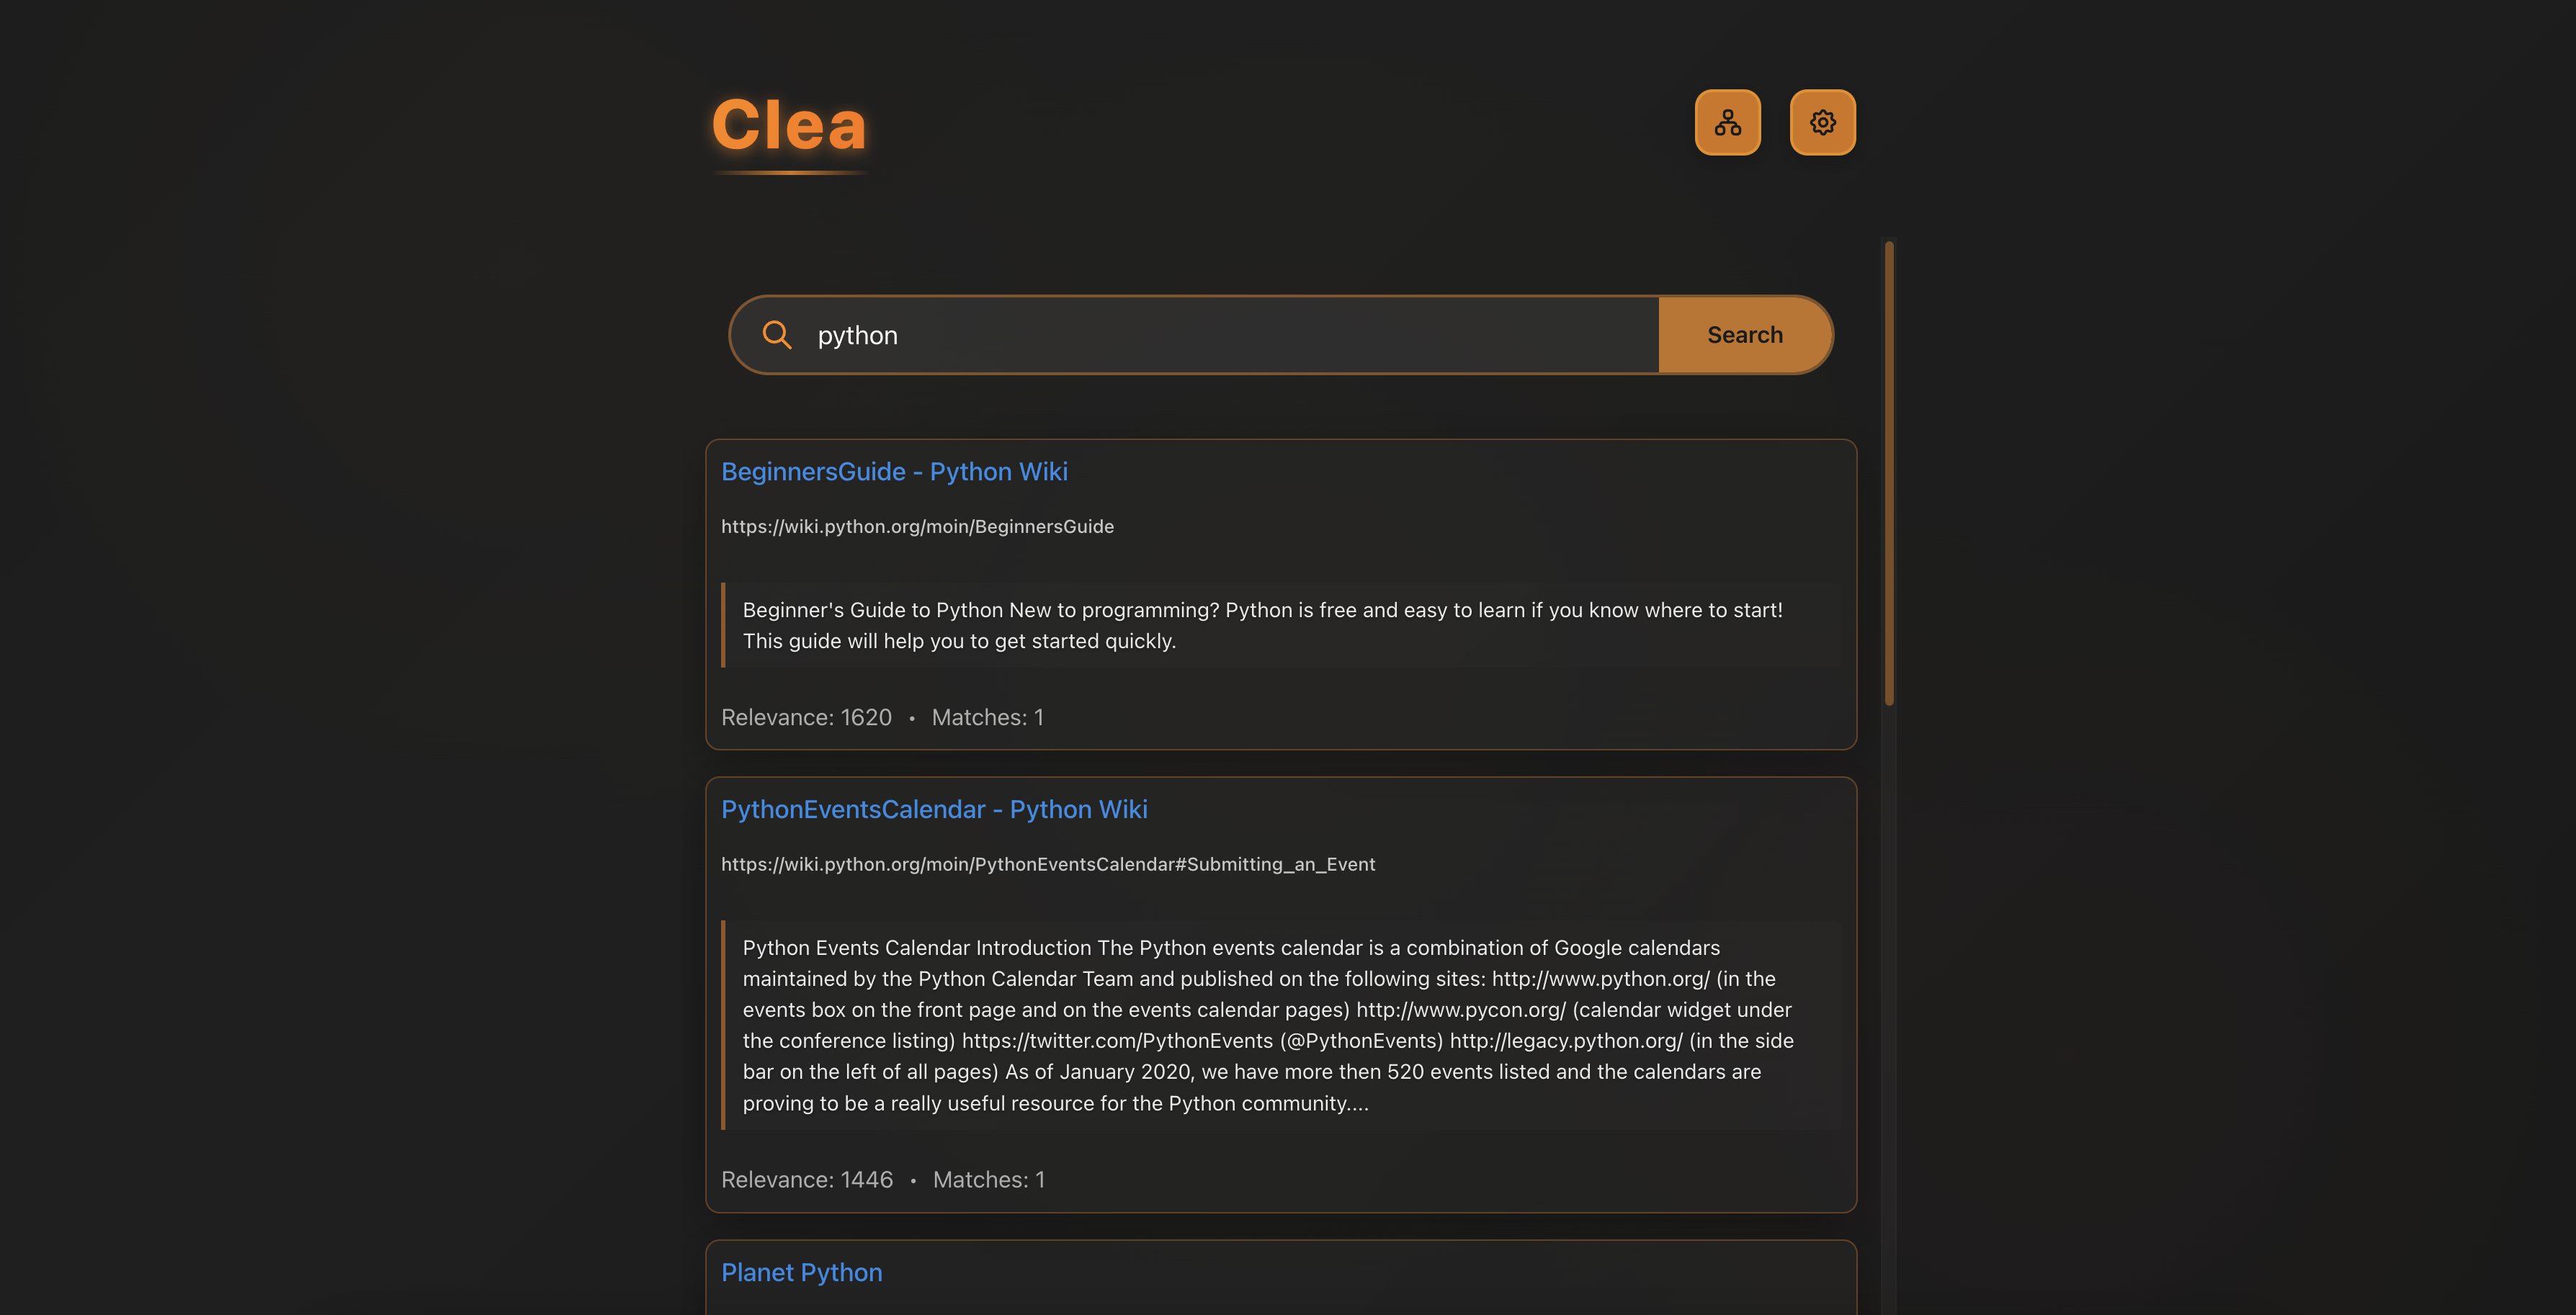 Clea
python
Search
BeginnersGuide - Python Wiki
https://wiki.python.org/moin/BeginnersGuide
Beginner's Guide to Python New to programming? Python is free and easy to learn if you know where to start!
This guide will help you to get started quickly.
Relevance: 1620 • Matches: 1
PythonEventsCalendar - Python Wiki
https://wiki.python.org/moin/PythonEventsCalendar#Submitting_an_Event
Python Events Calendar Introduction The Python events calendar is a combination of Google calendars
maintained by the Python Calendar Team and published on the following sites: http://www.python.org/ (in the
events box on the front page and on the events calendar pages) http://www.pycon.org/ (calendar widget under
the conference listing) https://twitter.com/PythonEvents (@PythonEvents) http://legacy.python.org/ (in the side
bar on the left of all pages) As of January 2020, we have more then 520 events listed and the calendars are
proving to be a really useful resource for the Python community....
Relevance: 1446 • Matches: 1
Planet Python